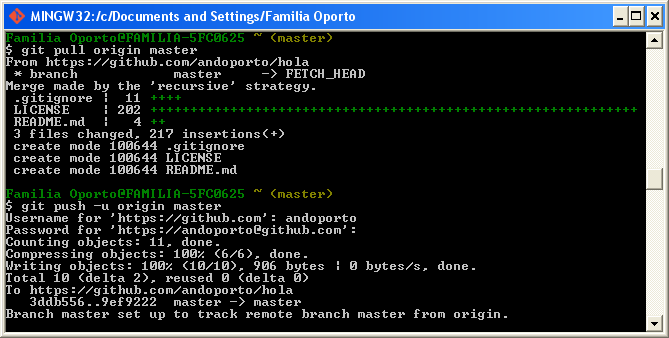 MINGW32:/c/Documents and Settings/Familia Oporto
Familia Oporto@FAMILIA-5FC0625 ~ (master)
$ git pull origin master
From https://github.com/andoporto/hola
 * branch            master     -> FETCH_HEAD
Merge made by the 'recursive' strategy.
 .gitignore |  11 ++++
 LICENSE    | 202 +++++++++++++++++++++++++++++++++++++++++++++++++++++++++++++++++
 README.md  |   4 ++
 3 files changed, 217 insertions(+)
 create mode 100644 .gitignore
 create mode 100644 LICENSE
 create mode 100644 README.md
Familia Oporto@FAMILIA-5FC0625 ~ (master)
$ git push -u origin master
Username for 'https://github.com': andoporto
Password for 'https://andoporto@github.com':
Counting objects: 11, done.
Compressing objects: 100% (6/6), done.
Writing objects: 100% (10/10), 906 bytes | 0 bytes/s, done.
Total 10 (delta 2), reused 0 (delta 0)
To https://github.com/andoporto/hola
   3ddb556..9ef9222  master -> master
Branch master set up to track remote branch master from origin.